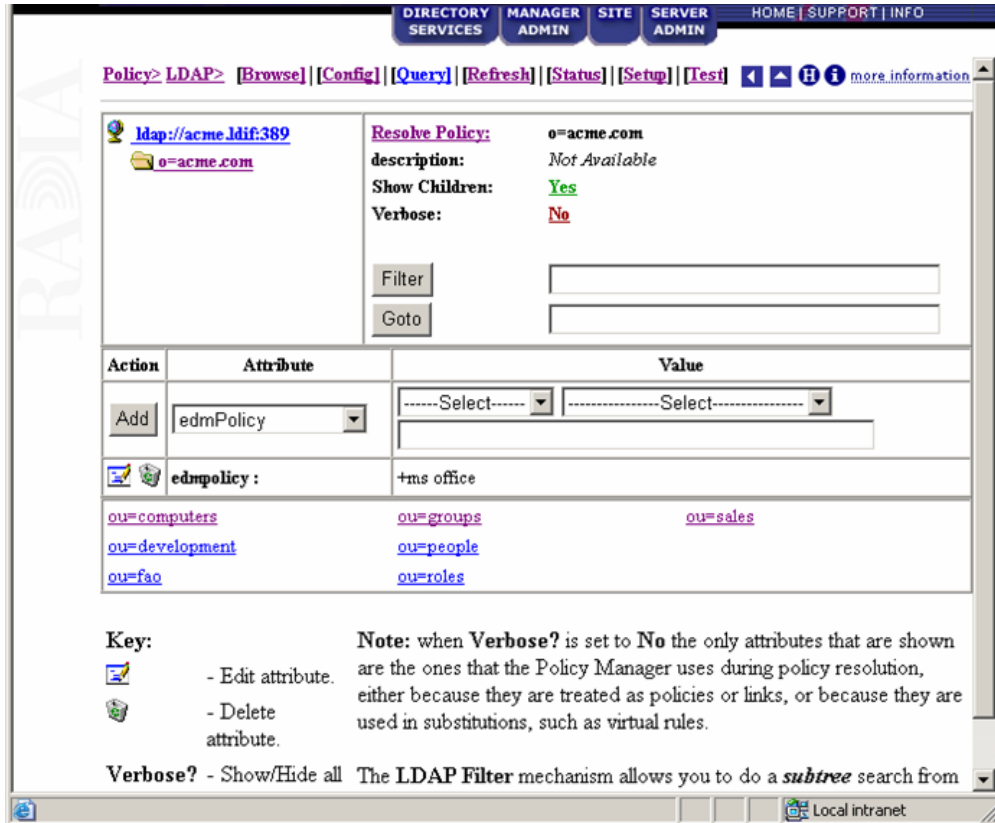 DIRECTORY SERVICES
MANAGER ADMIN
SITE
SERVER ADMIN
HOME | SUPPORT | INFO
RADIA
Policy> LDAP> [Browse] | [Config] | [Query] | [Refresh] | [Status] | [Setup] | [Test] H i more information
ldap://acme.ldif:389
o=acme.com
Resolve Policy: o=acme.com
description: Not Available
Show Children: Yes
Verbose: No
Filter
Goto
Action Attribute Value
Add edmPolicy ------Select------ ----------------Select----------------
edmpolicy : +ms office
ou=computers ou=groups ou=sales
ou=development ou=people
ou=fao ou=roles
Key:
- Edit attribute.
- Delete
attribute.
Verbose? - Show/Hide all
Note: when Verbose? is set to No the only attributes that are shown
are the ones that the Policy Manager uses during policy resolution,
either because they are treated as policies or links, or because they are
used in substitutions, such as virtual rules.
The LDAP Filter mechanism allows you to do a subtree search from
Local intranet